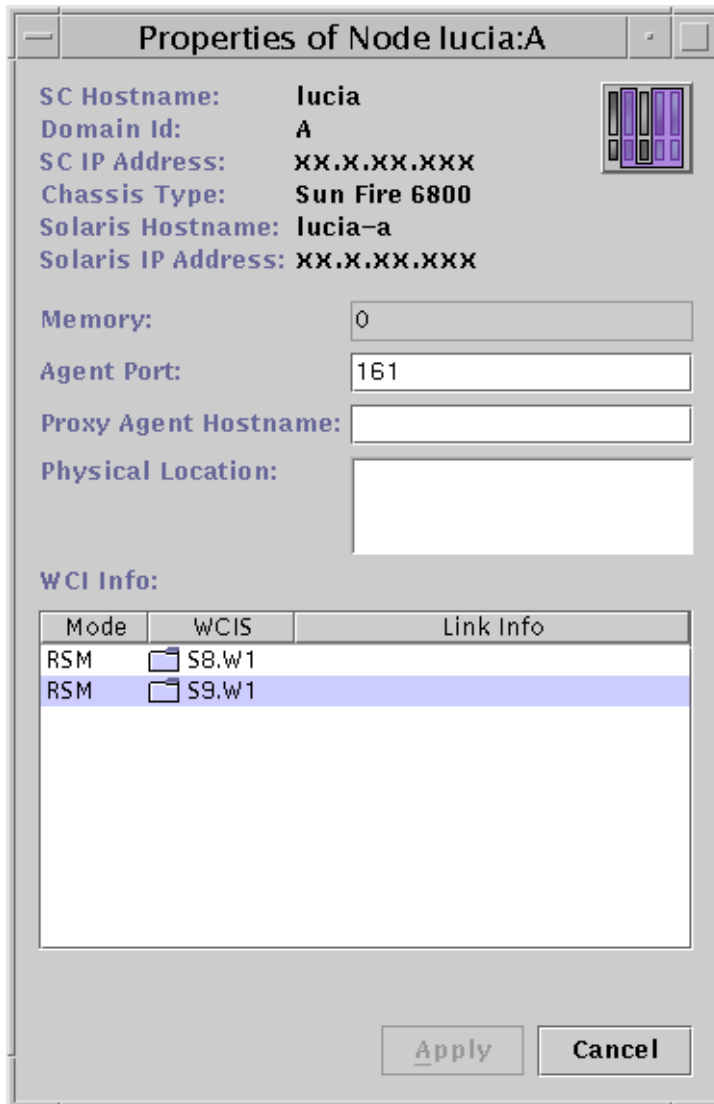 Properties of Node lucia:A
SC Hostname: lucia
Domain Id: A
SC IP Address: xx.x.xx.xxx
Chassis Type: Sun Fire 6800
Solaris Hostname: lucia-a
Solaris IP Address: xx.x.xx.xxx
Memory: 0
Agent Port: 161
Proxy Agent Hostname:
Physical Location:
WCI Info:
Mode WCIS Link Info
RSM S8.W1
RSM S9.W1
Apply Cancel